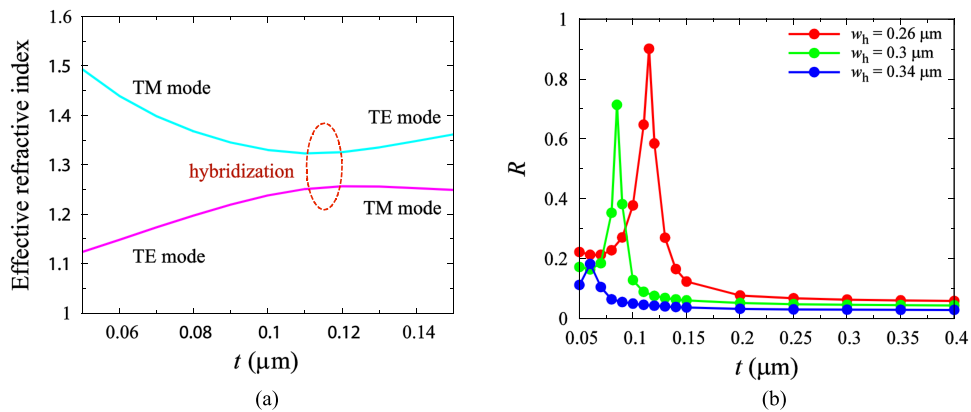 1.6
1.5
1.4
1.3
1.2
1.1
1
Effective refractive index
TM mode
TE mode
hybridization
TM mode
TE mode
0.06
0.08
0.1
0.12
0.14
t (μm)
(a)
1
0.8
0.6
0.4
0.2
0
R
wh = 0.26 μm
wh = 0.3 μm
wh = 0.34 μm
0.05
0.1
0.15
0.2
0.25
0.3
0.35
0.4
t (μm)
(b)